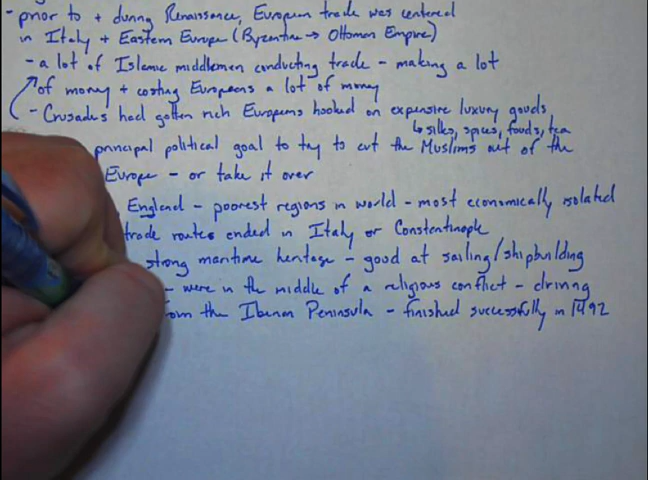 - prior to + during Renaissance, European trade was centered
in Italy + Eastern Europe (Byzantine → Ottoman Empire)
- a lot of Islamic middlemen conducting trade - making a lot
of money + costing Europeans a lot of money
- Crusades had gotten rich Europeans hooked on expensive luxury goods
↳ silks, spices, foods, tea
principal political goal to try to cut the Muslims out of the
Europe - or take it over
England - poorest regions in world - most economically isolated
trade routes ended in Italy or Constantinople
strong maritime heritage - good at sailing/shipbuilding
- were in the middle of a religious conflict - driving
from the Iberian Peninsula - finished successfully in 1492